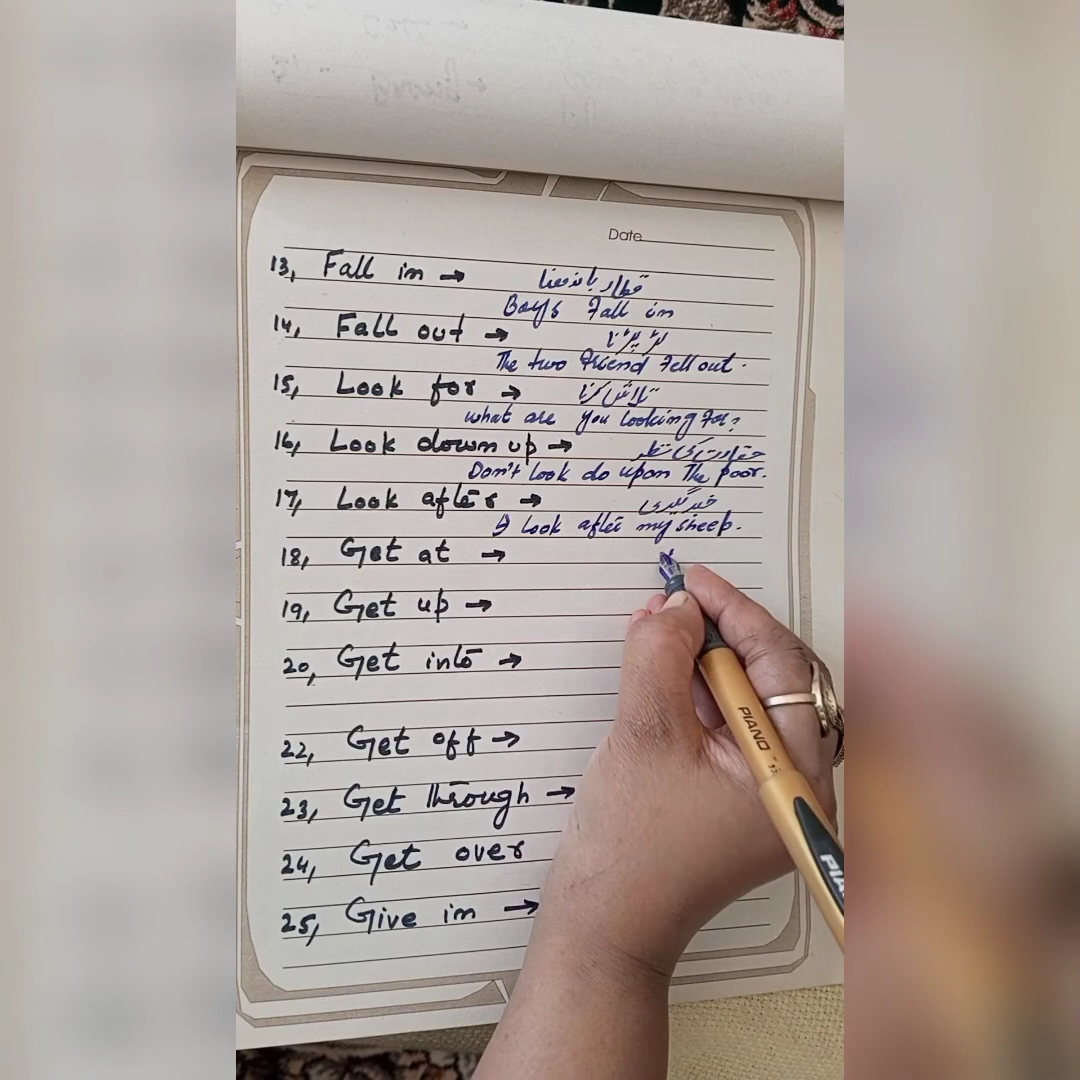 Date
13, Fall in → قطار باندھنا
Boys Fall in
14, Fall out → لڑ پڑنا
The two Friend Fell out.
15, Look for → تلاش کرنا
what are you looking For?
16, Look down up → حقارت کی نظر
Don't look do upon The poor.
17, Look after → خبرگیری
I look after my sheep.
18, Get at →
19, Get up →
20, Get into →
22, Get off →
23, Get through →
24, Get over
25, Give in →
PIANO